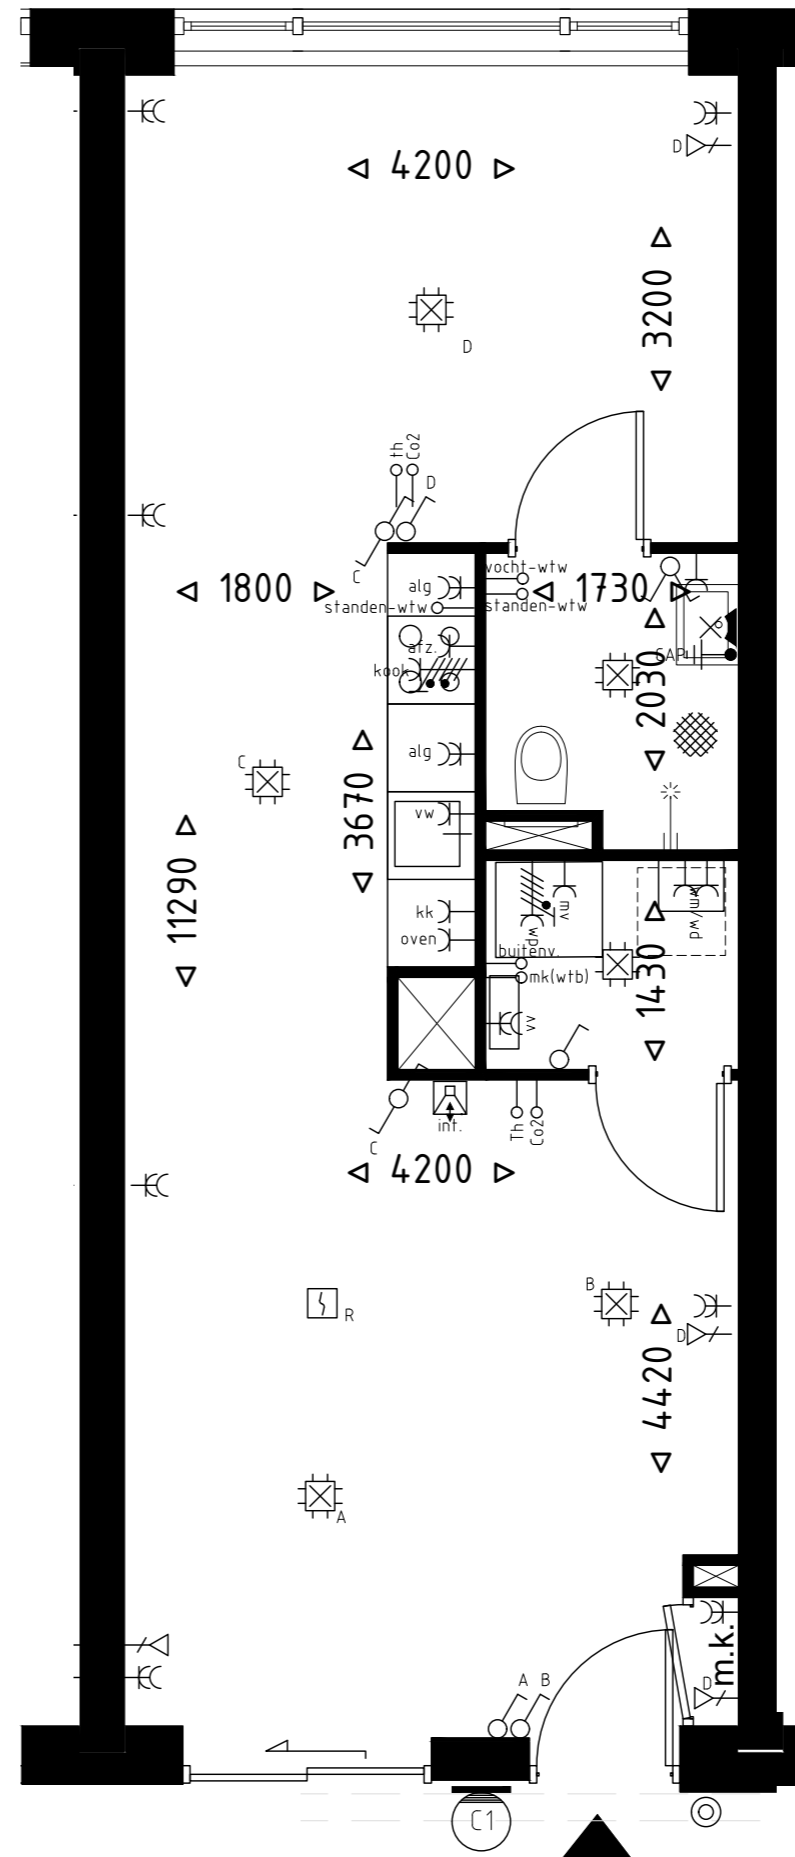 D
4200
3200
D
th
Co2
D
C
vocht-wtw
alg
1800
1730
standen-wtw
standen-wtw
afz.
kook
CAP
2030
alg
C
3670
vw
11290
kk
mv
wm/wd
oven
wp
buitenv.
mk(wtb)
1430
vv
int.
Th
Co2
C
4200
B
R
D
4420
A
m.k.
D
A
B
C1